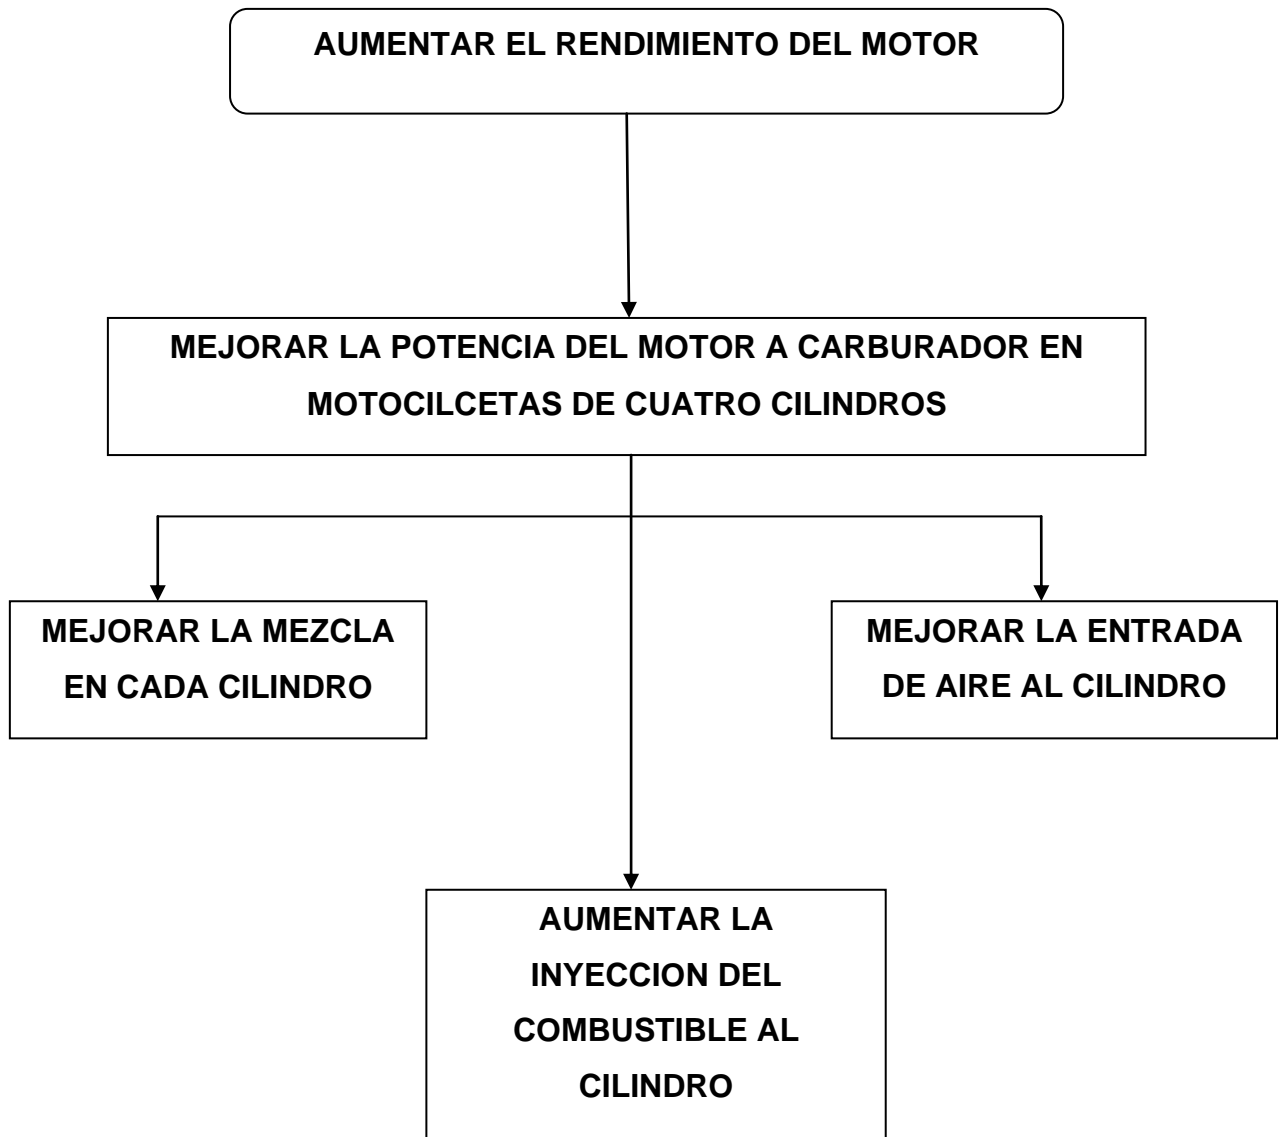 AUMENTAR EL RENDIMIENTO DEL MOTOR
MEJORAR LA POTENCIA DEL MOTOR A CARBURADOR EN
MOTOCILCETAS DE CUATRO CILINDROS
MEJORAR LA MEZCLA
EN CADA CILINDRO
MEJORAR LA ENTRADA
DE AIRE AL CILINDRO
AUMENTAR LA
INYECCION DEL
COMBUSTIBLE AL
CILINDRO